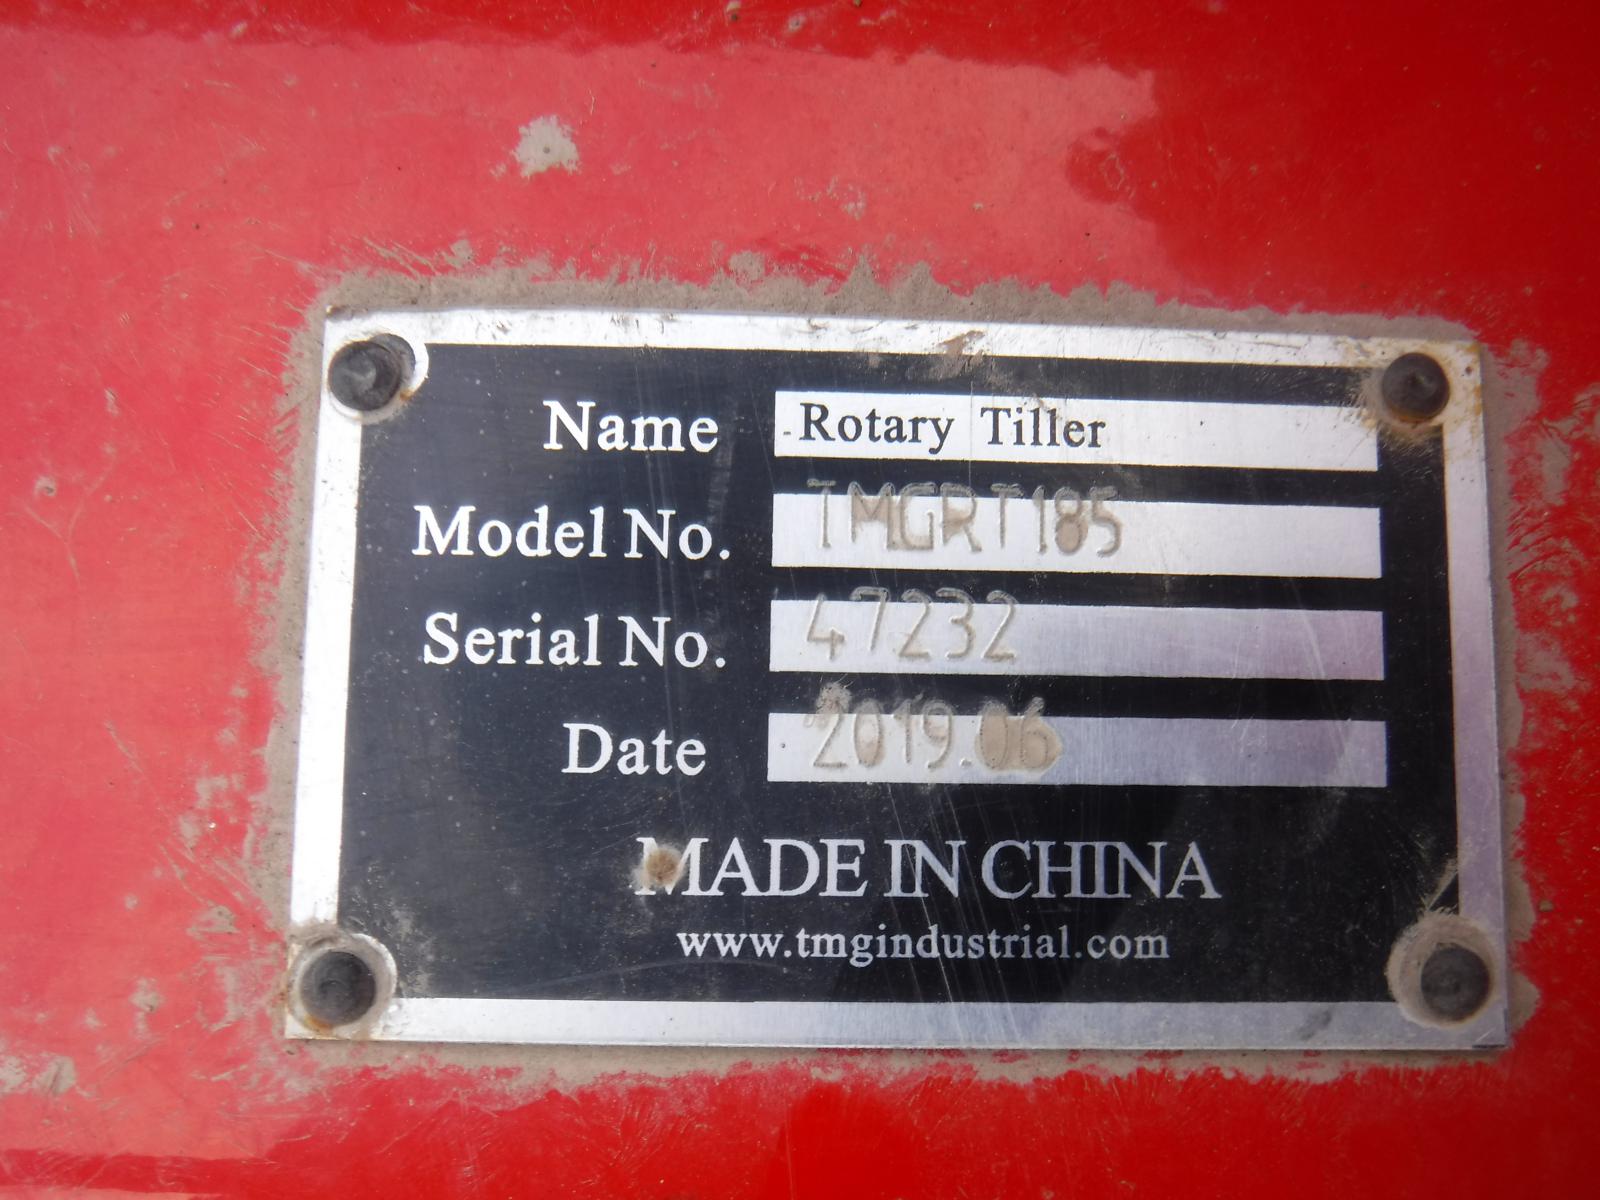 Name Rotary Tiller
Model No. TMGRT185
Serial No. 47232
Date 2019.06
MADE IN CHINA
www.tmgindustrial.com